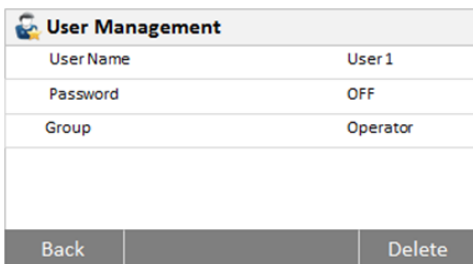 User Management
User Name User 1
Password OFF
Group Operator
Back Delete